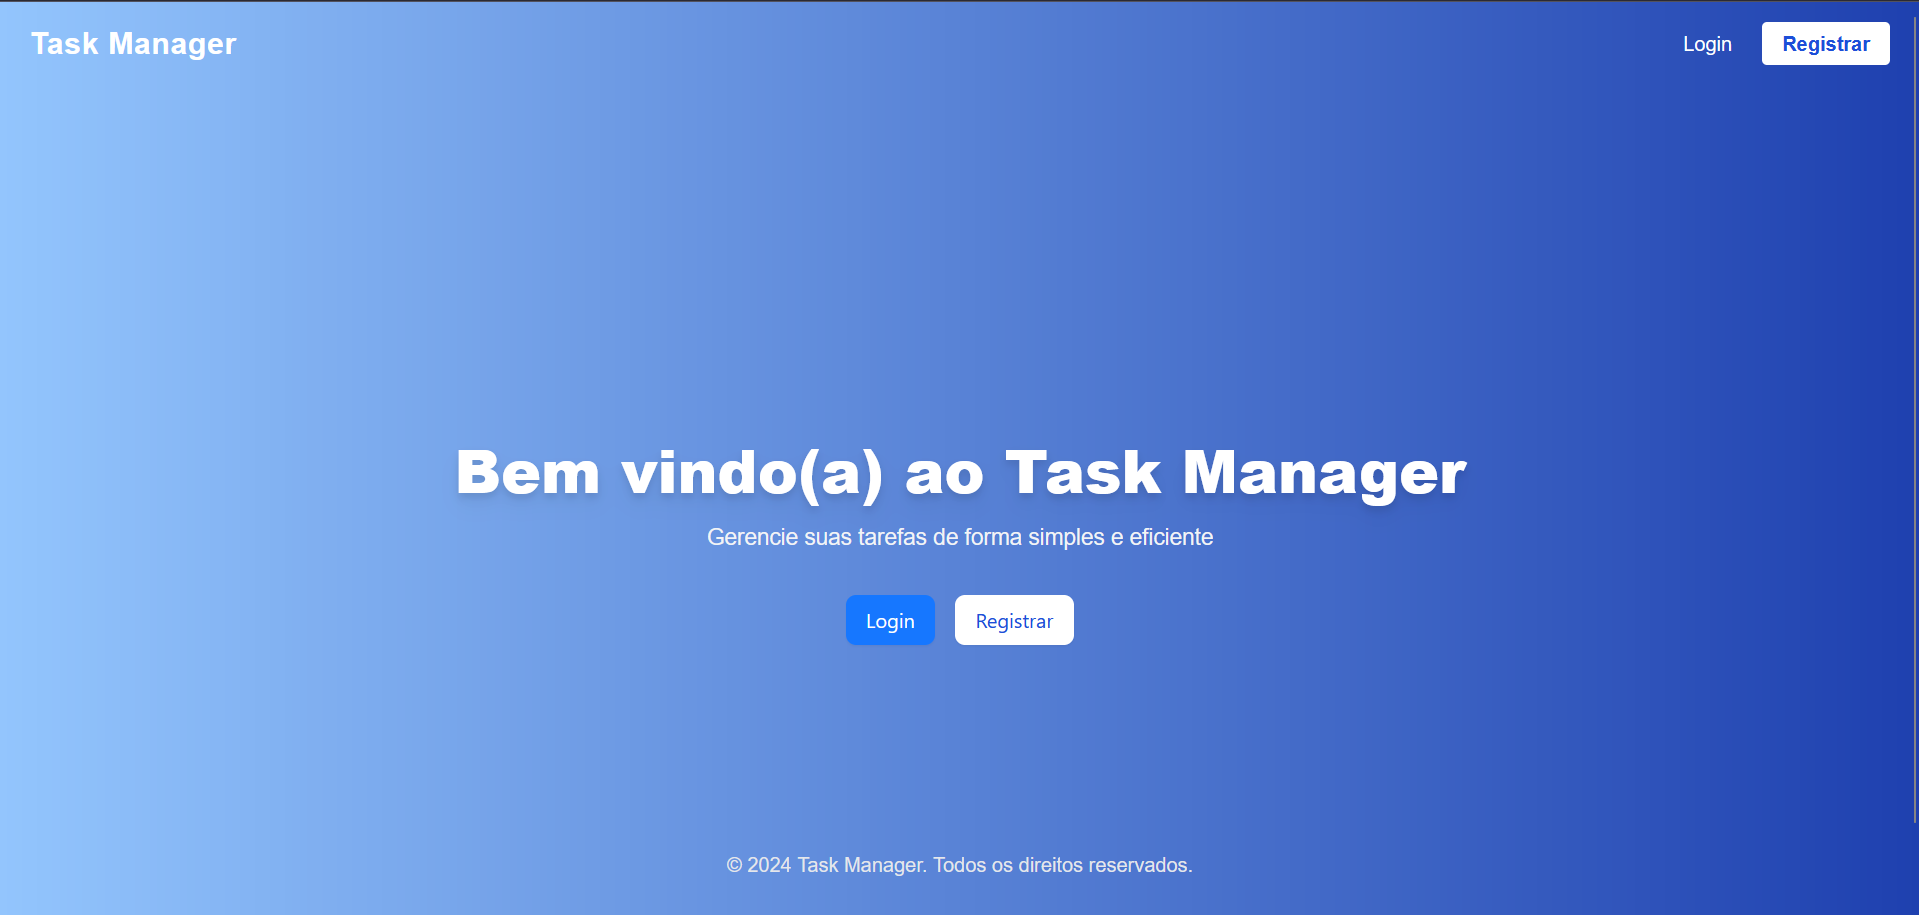 Task Manager
Login
Registrar
Bem vindo(a) ao Task Manager
Gerencie suas tarefas de forma simples e eficiente
Login
Registrar
© 2024 Task Manager. Todos os direitos reservados.